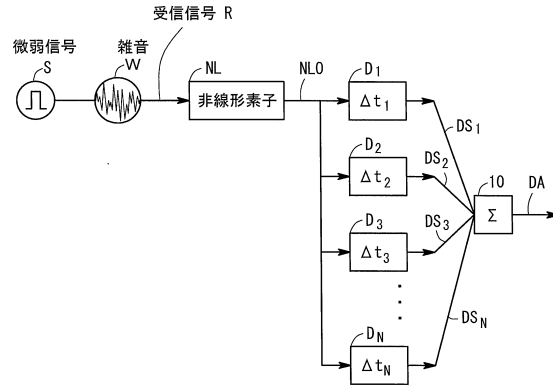 受信信号 R
微弱信号
S
雑音
W
NL
非線形素子
NLO
D1
Δt1
DS1
D2
Δt2
DS2
D3
Δt3
DS3
DN
ΔtN
DSN
10
Σ
DA